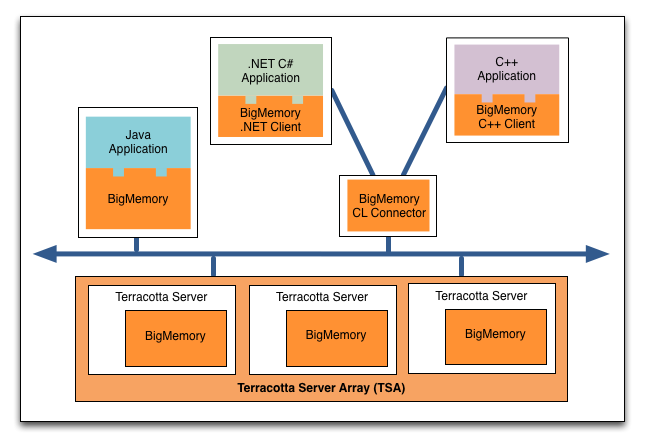 .NET C#
Application
BigMemory
.NET Client
C++
Application
BigMemory
C++ Client
Java
Application
BigMemory
BigMemory
CL Connector
Terracotta Server
BigMemory
Terracotta Server
BigMemory
Terracotta Server
BigMemory
Terracotta Server Array (TSA)